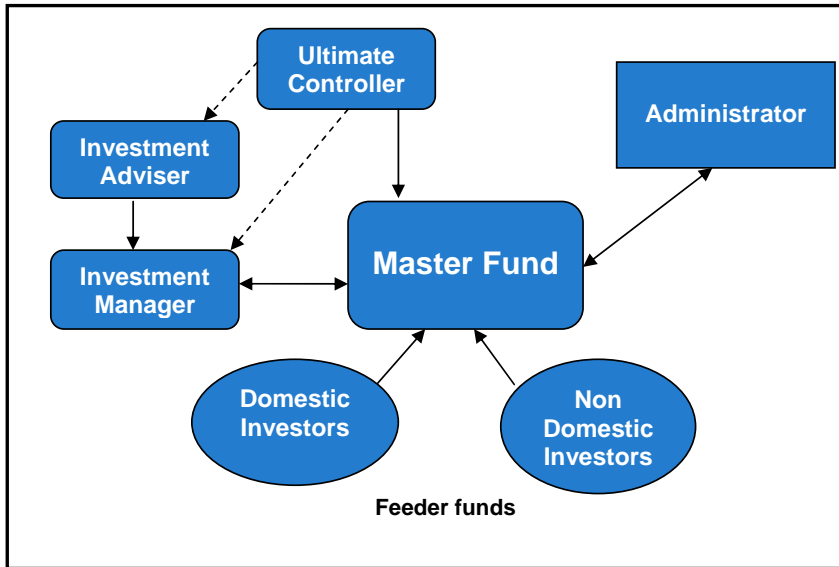 Ultimate
Controller
Administrator
Investment
Adviser
Master Fund
Investment
Manager
Domestic
Investors
Non
Domestic
Investors
Feeder funds